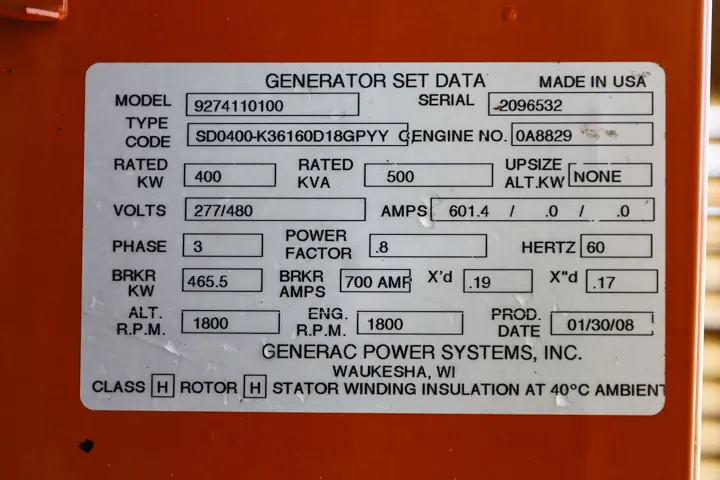 GENERATOR SET DATA MADE IN USA
MODEL 9274110100 SERIAL 2096532
TYPE CODE SD0400-K36160D18GPYY C ENGINE NO. 0A8829
RATED KW 400 RATED KVA 500 UPSIZE ALT.KW NONE
VOLTS 277/480 AMPS 601.4 / .0 / .0
PHASE 3 POWER FACTOR .8 HERTZ 60
BRKR KW 465.5 BRKR AMPS 700 AMP X'd .19 X"d .17
ALT. R.P.M. 1800 ENG. R.P.M. 1800 PROD. DATE 01/30/08
GENERAC POWER SYSTEMS, INC.
WAUKESHA, WI
CLASS H ROTOR H STATOR WINDING INSULATION AT 40°C AMBIENT